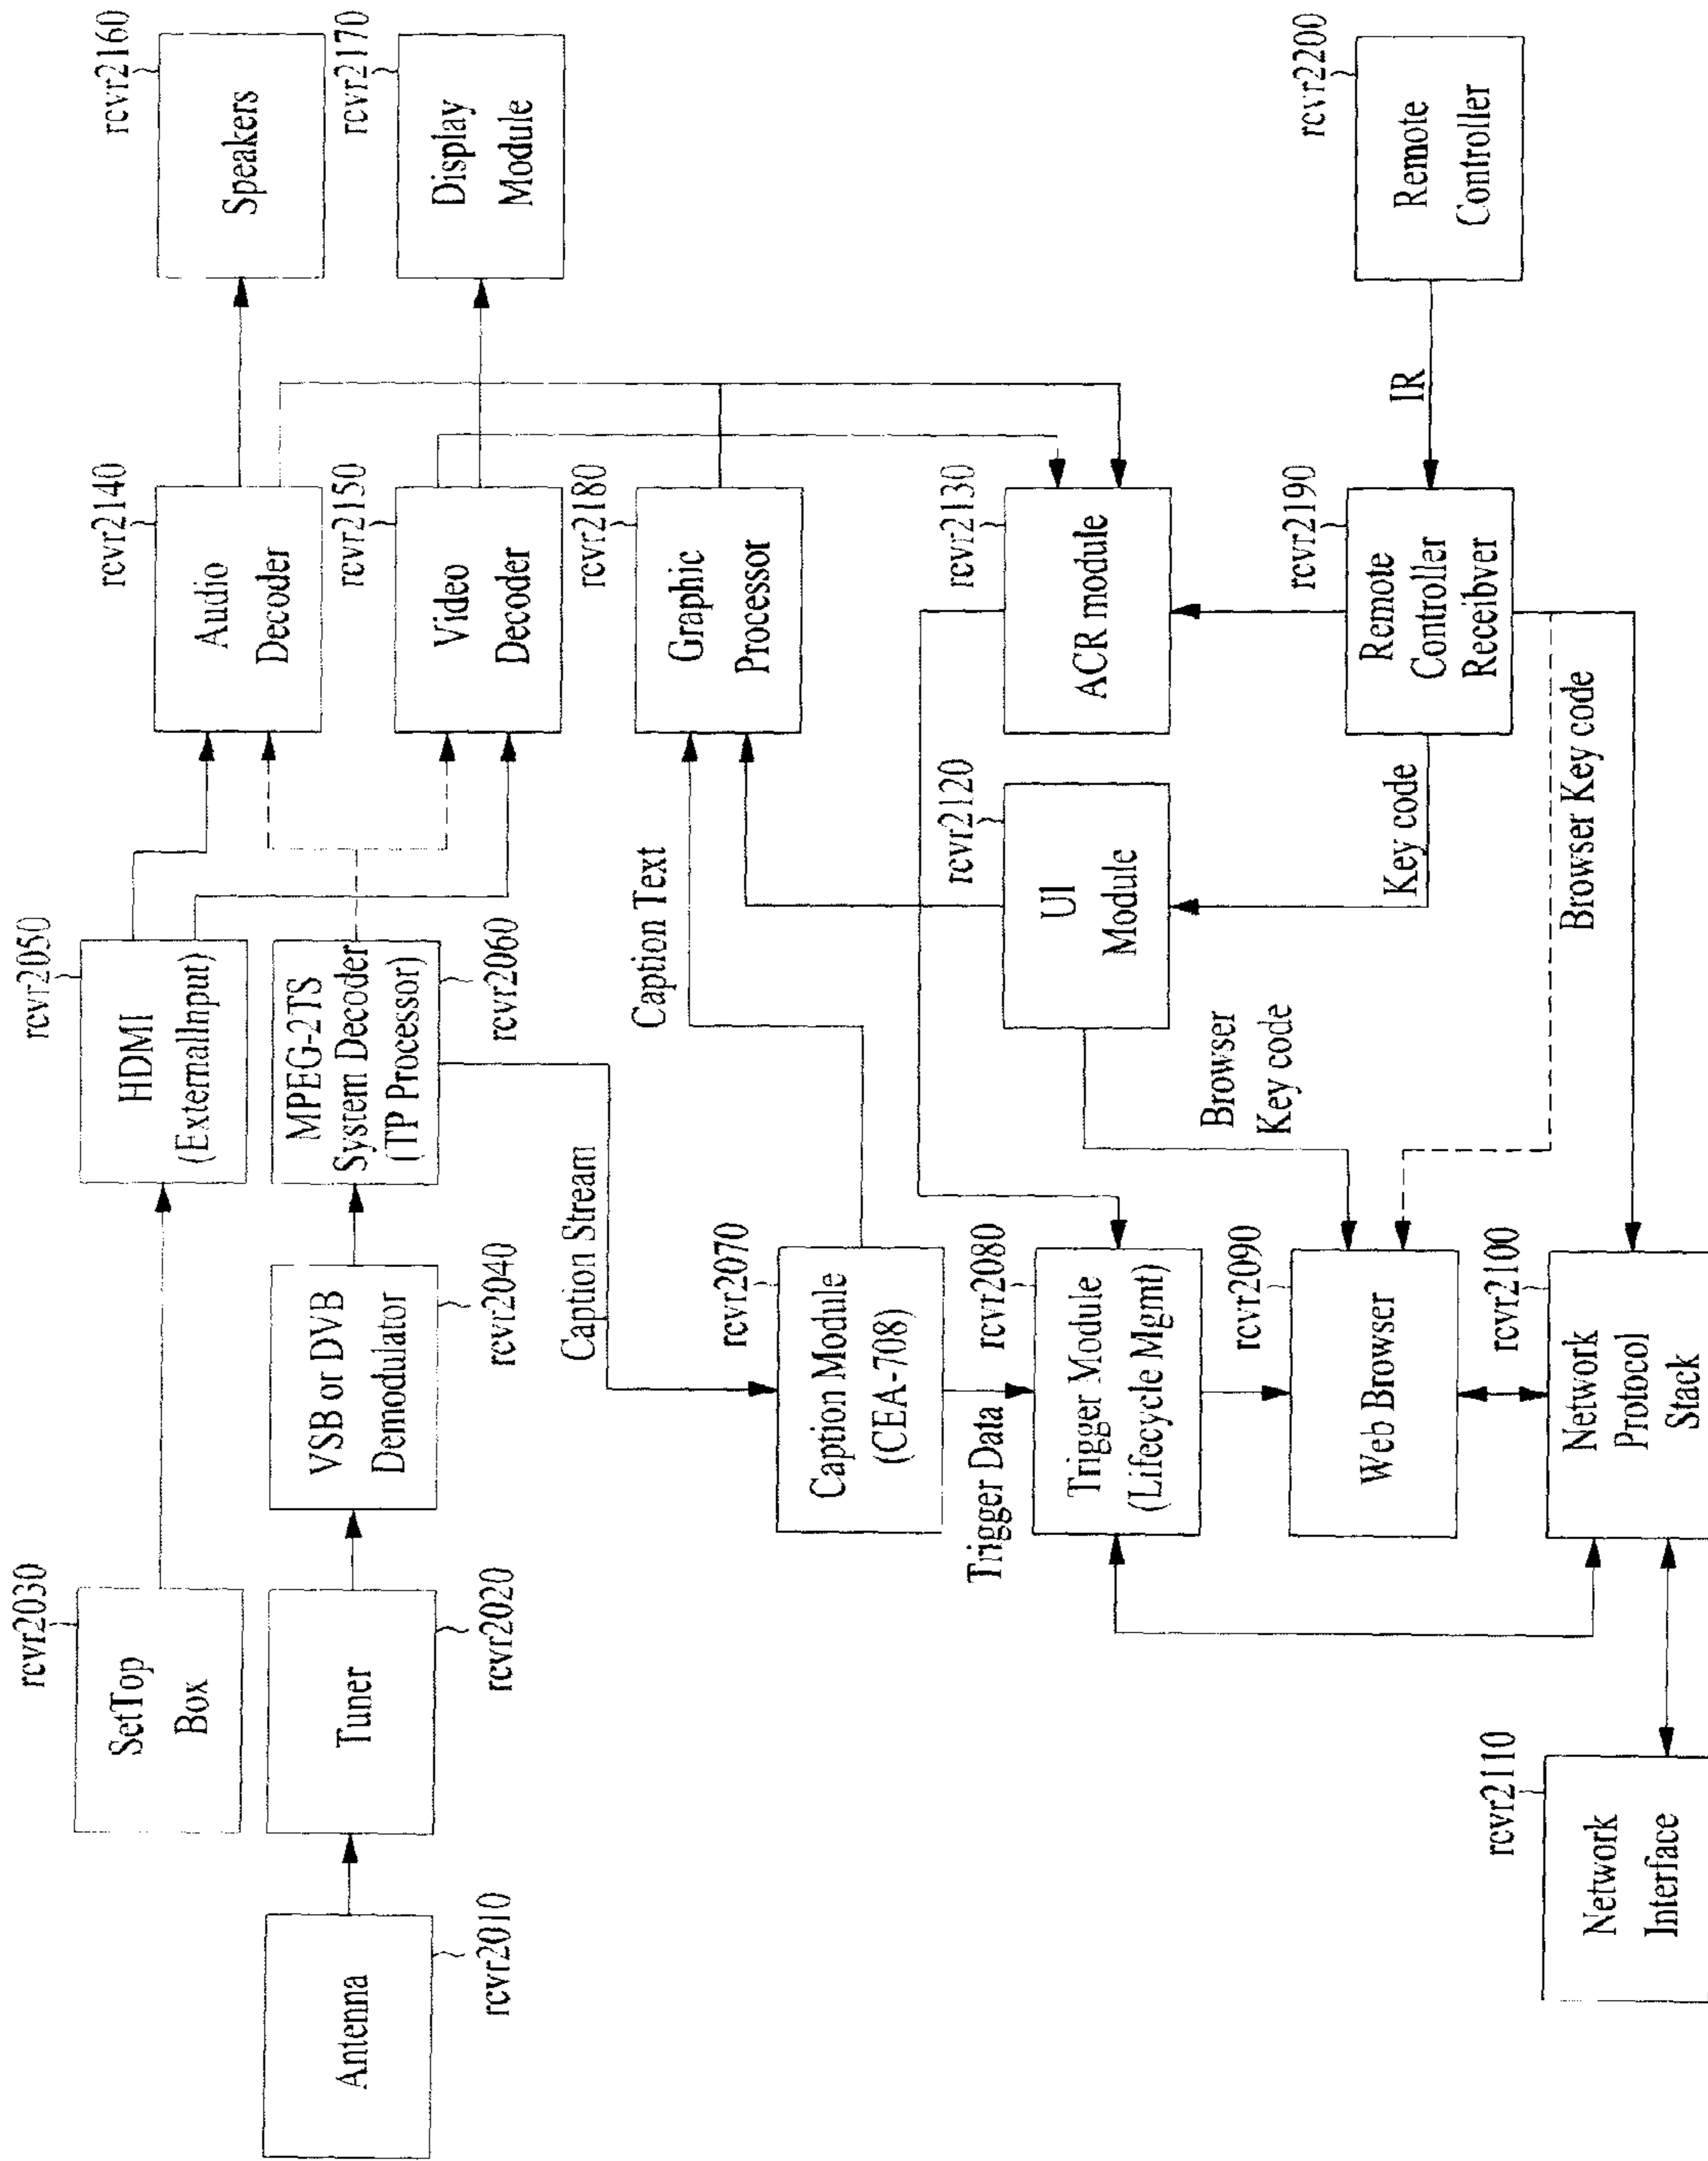 rcvr2030
SetTop
Box
rcvr2050
HDMI
(ExternalInput)
rcvr2140
Audio
Decoder
rcvr2160
Speakers
Antenna
rcvr2010
Tuner
rcvr2020
VSB or DVB
Demodulator
rcvr2040
MPEG-2TS
System Decoder
(TP Processor)
rcvr2060
rcvr2150
Video
Decoder
rcvr2170
Display
Module
Caption Stream
Caption Text
rcvr2180
Graphic
Processor
rcvr2070
Caption Module
(CEA-708)
Trigger Data
rcvr2080
Trigger Module
(Lifecycle Mgmt)
rcvr2120
UI
Module
rcvr2130
ACR module
Browser
Key code
rcvr2090
Web Browser
Key code
rcvr2190
Remote
Controller
Receibver
IR
rcvr2200
Remote
Controller
Browser Key code
rcvr2100
Network
Protocol
Stack
rcvr2110
Network
Interface